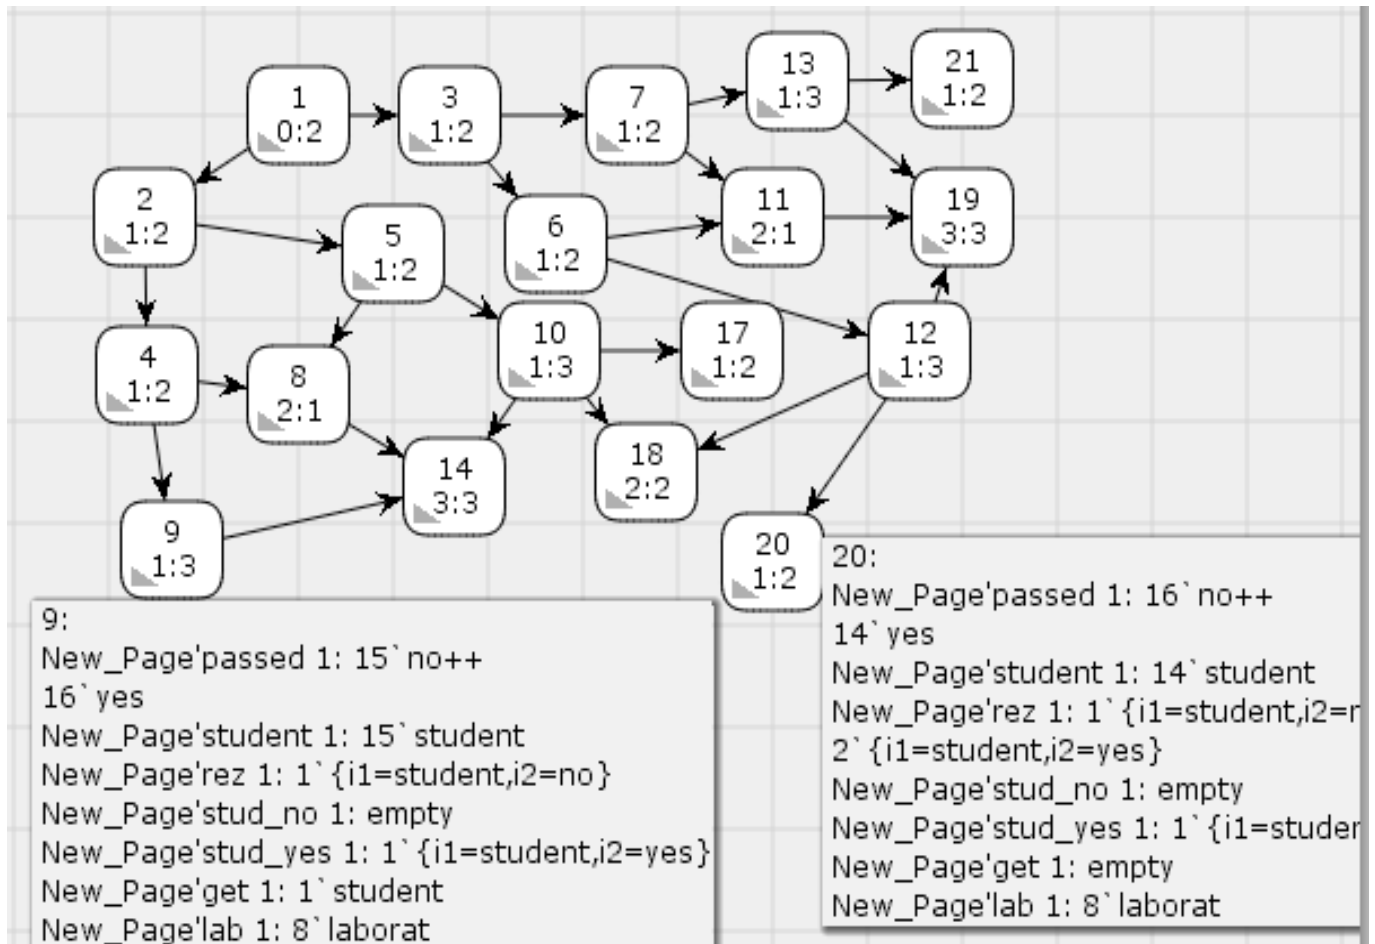 1
0:2
3
1:2
7
1:2
13
1:3
21
1:2
2
1:2
5
1:2
6
1:2
11
2:1
19
3:3
4
1:2
8
2:1
10
1:3
17
1:2
12
1:3
14
3:3
18
2:2
9
1:3
20
1:2
9:
New_Page'passed 1: 15`no++
16`yes
New_Page'student 1: 15`student
New_Page'rez 1: 1`{i1=student,i2=no}
New_Page'stud_no 1: empty
New_Page'stud_yes 1: 1`{i1=student,i2=yes}
New_Page'get 1: 1`student
New_Page'lab 1: 8`laborat
20:
New_Page'passed 1: 16`no++
14`yes
New_Page'student 1: 14`student
New_Page'rez 1: 1`{i1=student,i2=
2`{i1=student,i2=yes}
New_Page'stud_no 1: empty
New_Page'stud_yes 1: 1`{i1=studer
New_Page'get 1: empty
New_Page'lab 1: 8`laborat